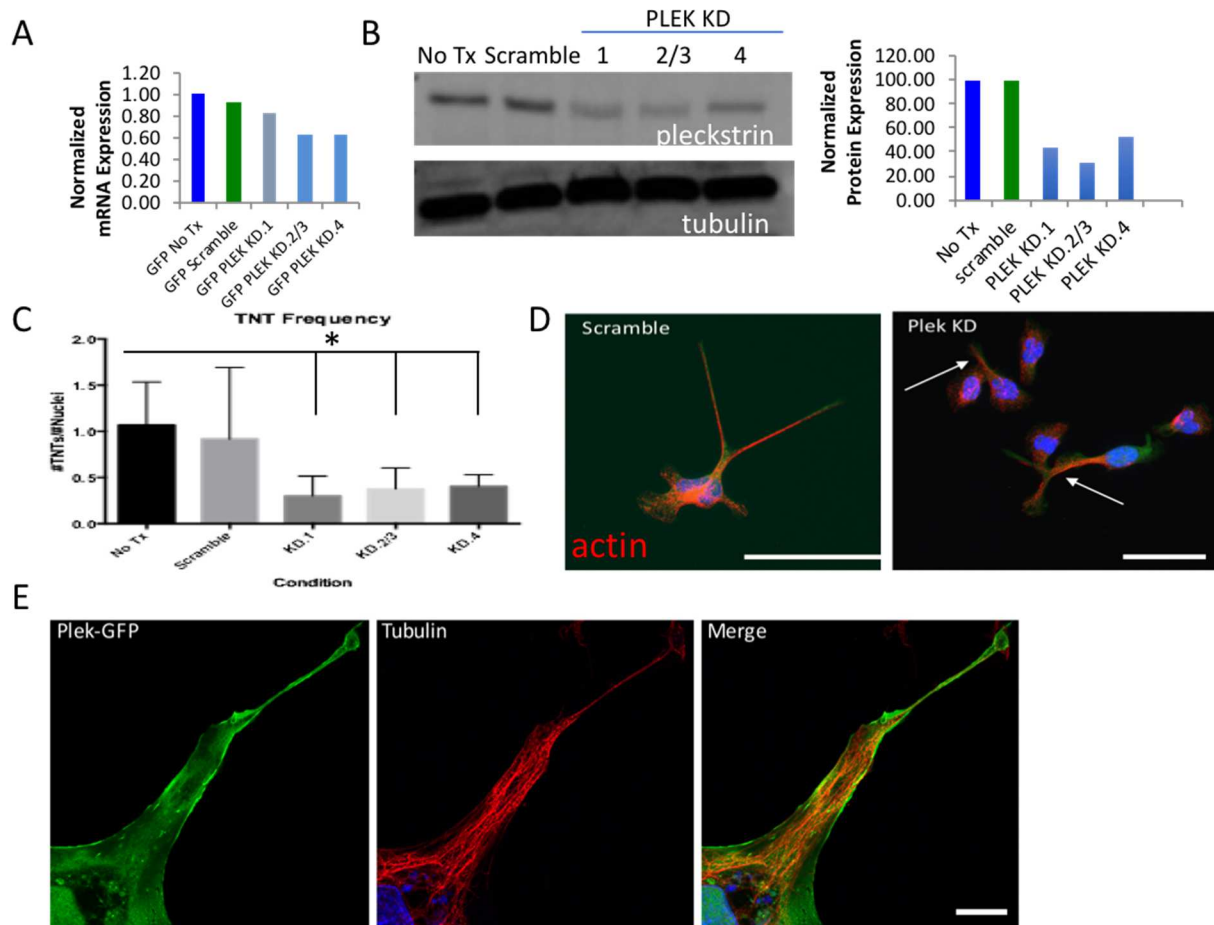 A
Normalized
mRNA Expression
1.20
1.00
0.80
0.60
0.40
0.20
0.00
GFP No Tx
GFP Scramble
GFP PLEK KD.1
GFP PLEK KD.2/3
GFP PLEK KD.4
B
PLEK KD
No Tx Scramble 1 2/3 4
pleckstrin
tubulin
Normalized
Protein Expression
120.00
100.00
80.00
60.00
40.00
20.00
0.00
No Tx
scramble
PLEK KD.1
PLEK KD.2/3
PLEK KD.4
C
TNT Frequency
*
#TNTs/#Nuclei
2.0
1.5
1.0
0.5
0.0
No Tx
Scramble
KD.1
KD.2/3
KD.4
Condition
D
Scramble
actin
Plek KD
E
Plek-GFP
Tubulin
Merge